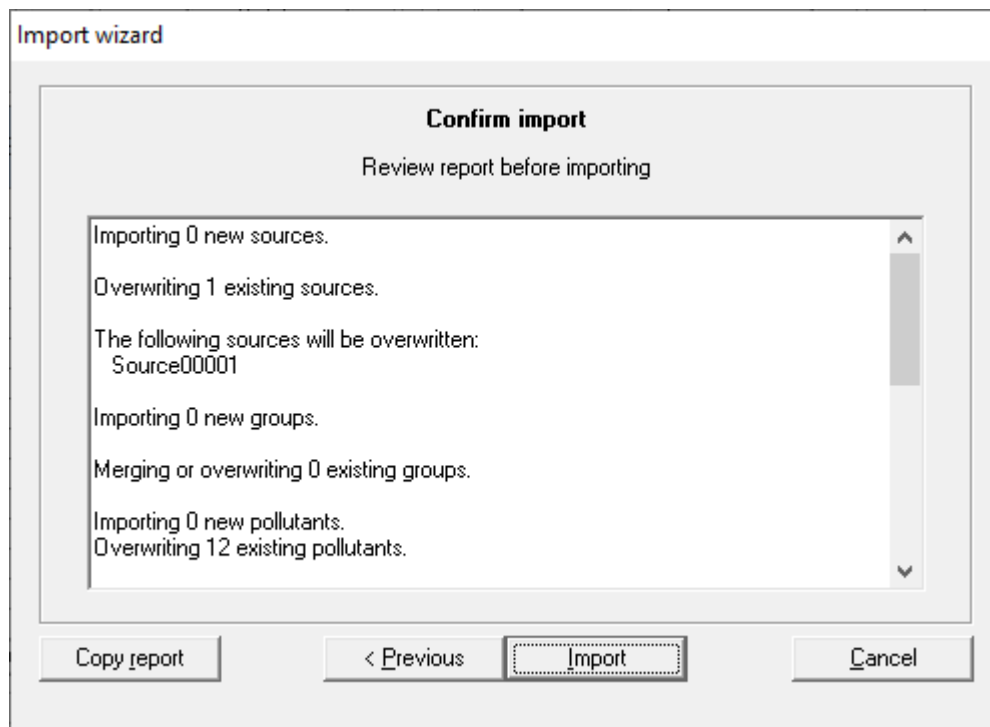 Import wizard
Confirm import
Review report before importing
Importing 0 new sources.
Overwriting 1 existing sources.
The following sources will be overwritten:
Source00001
Importing 0 new groups.
Merging or overwriting 0 existing groups.
Importing 0 new pollutants.
Overwriting 12 existing pollutants.
Copy report
< Previous
Import
Cancel